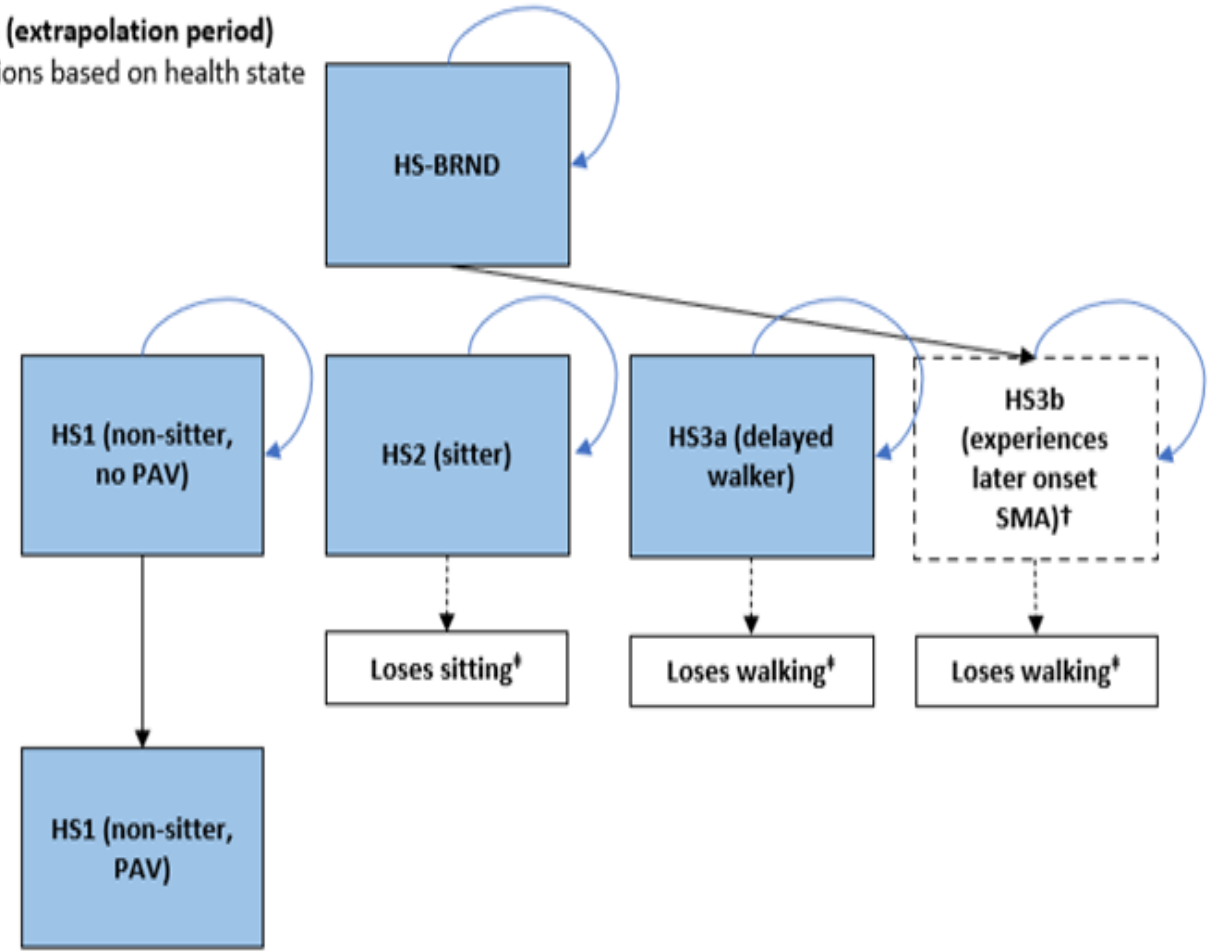 (extrapolation period)
ions based on health state
HS-BRND
HS1 (non-sitter,
no PAV)
HS2 (sitter)
HS3a (delayed
walker)
HS3b
(experiences
later onset
SMA)†
Loses sitting‡
Loses walking‡
Loses walking‡
HS1 (non-sitter,
PAV)